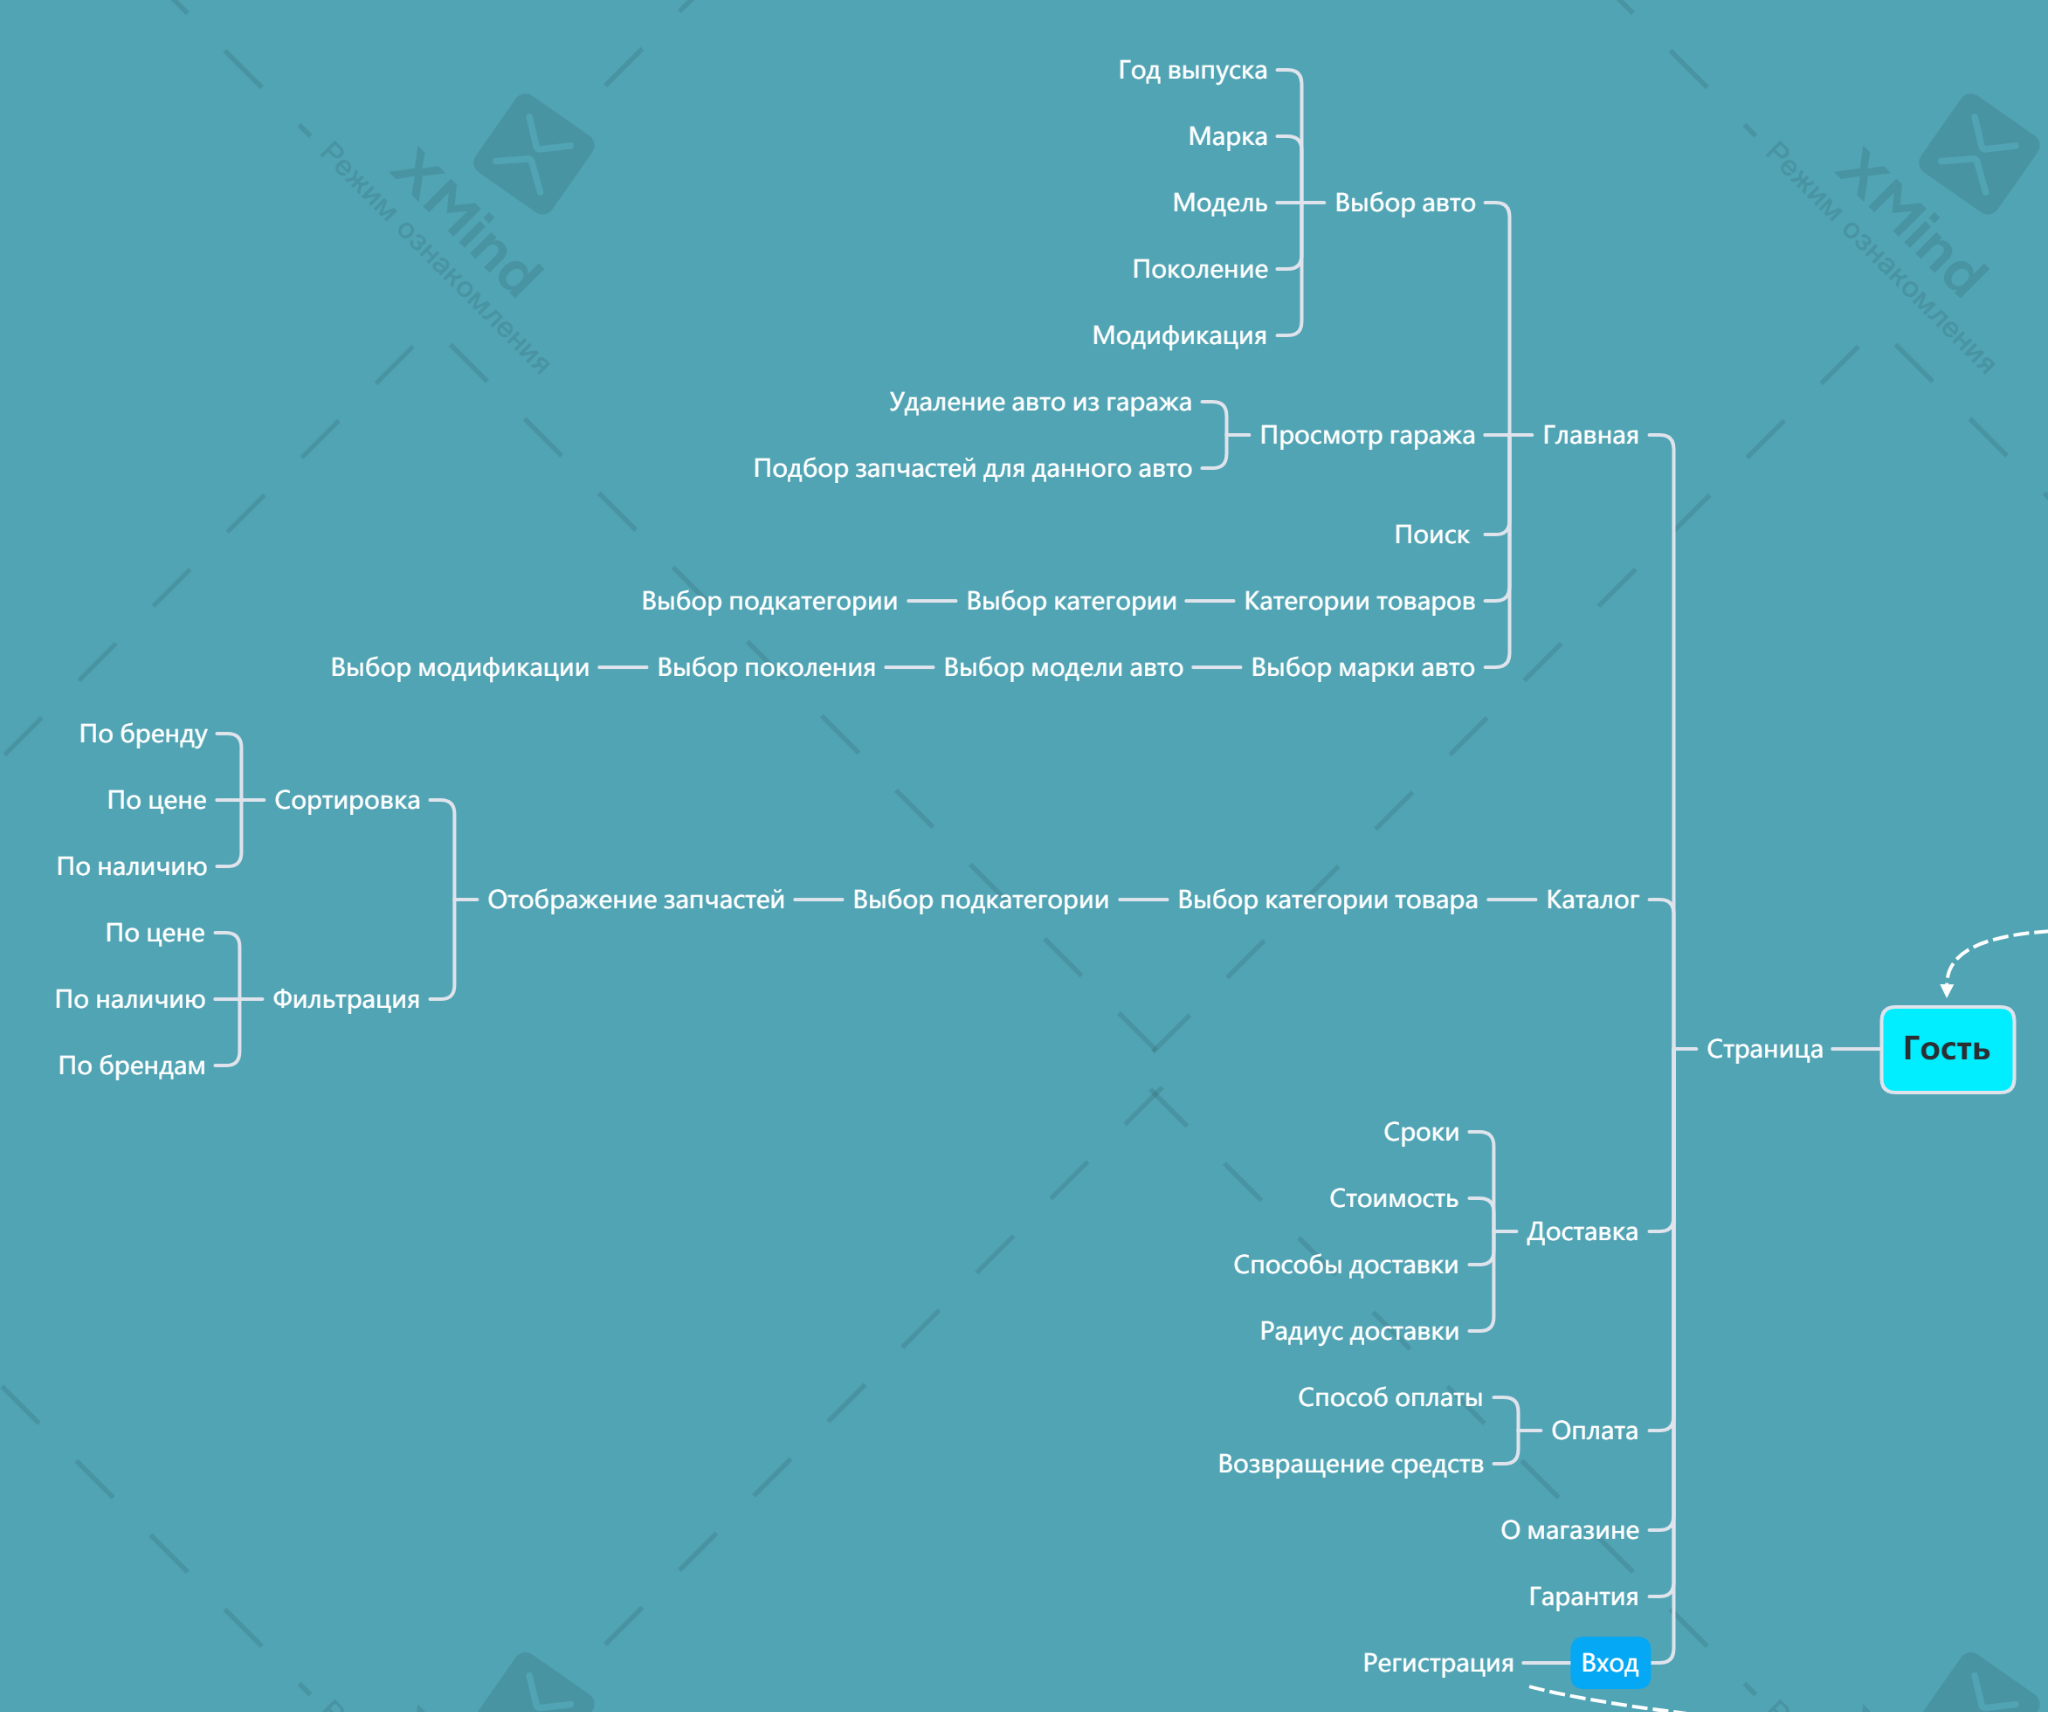 Год выпуска
Марка
Модель
Выбор авто
Поколение
Модификация
Удаление авто из гаража
Просмотр гаража
Главная
Подбор запчастей для данного авто
Поиск
Выбор подкатегории
Выбор категории
Категории товаров
Выбор модификации
Выбор поколения
Выбор модели авто
Выбор марки авто
По бренду
По цене
Сортировка
По наличию
Отображение запчастей
Выбор подкатегории
Выбор категории товара
Каталог
По цене
По наличию
Фильтрация
По брендам
Страница
Гость
Сроки
Стоимость
Доставка
Способы доставки
Радиус доставки
Способ оплаты
Оплата
Возвращение средств
О магазине
Гарантия
Регистрация
Вход
XMind
Режим ознакомления
XMind
Режим ознакомления